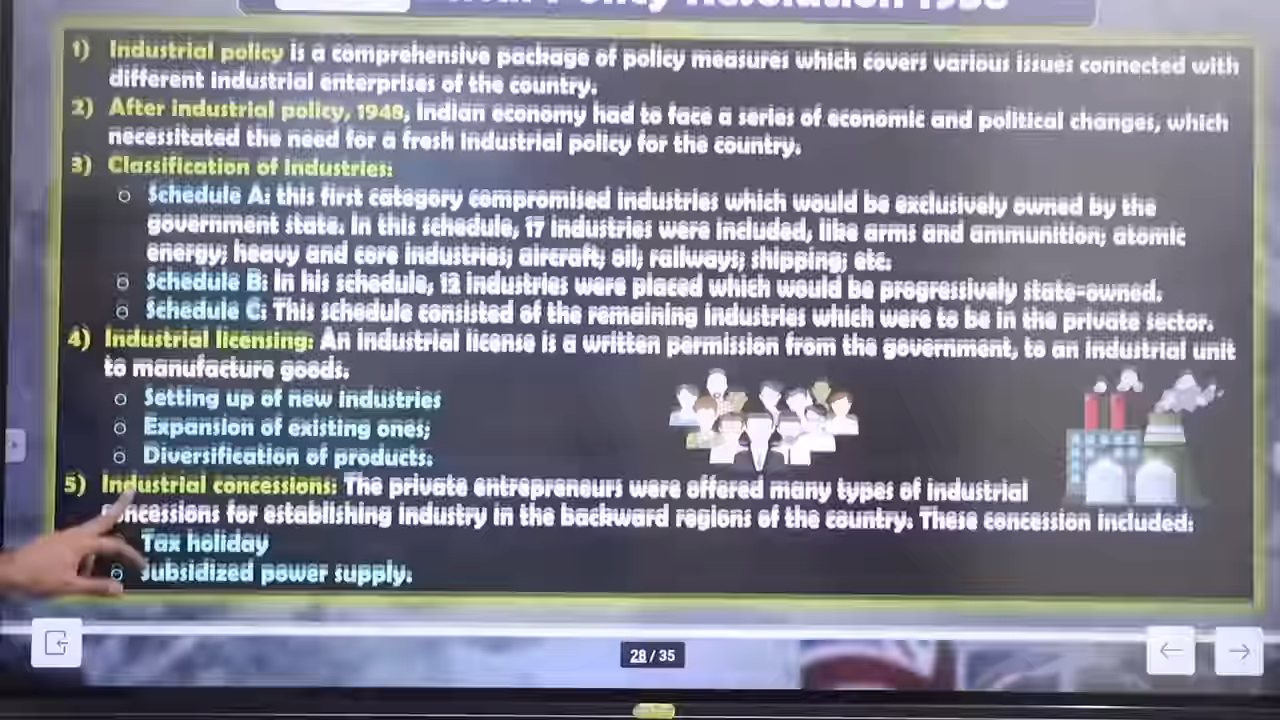 Policy Resolution 1956
1) Industrial policy is a comprehensive package of policy measures which covers various issues connected with
different industrial enterprises of the country.
2) After industrial policy, 1948, Indian economy had to face a series of economic and political changes, which
necessitated the need for a fresh industrial policy for the country.
3) Classification of Industries:
o Schedule A: this first category compromised industries which would be exclusively owned by the
government state. In this schedule, 17 industries were included, like arms and ammunition; atomic
energy; heavy and core industries; aircraft; oil; railways; shipping; etc.
o Schedule B: In his schedule, 12 industries were placed which would be progressively state-owned.
o Schedule C: This schedule consisted of the remaining industries which were to be in the private sector.
4) Industrial licensing: An industrial license is a written permission from the government, to an industrial unit
to manufacture goods.
o Setting up of new industries
o Expansion of existing ones;
o Diversification of products.
5) Industrial concessions: The private entrepreneurs were offered many types of industrial
concessions for establishing industry in the backward regions of the country. These concession included:
Tax holiday
o Subsidized power supply.
28 / 35